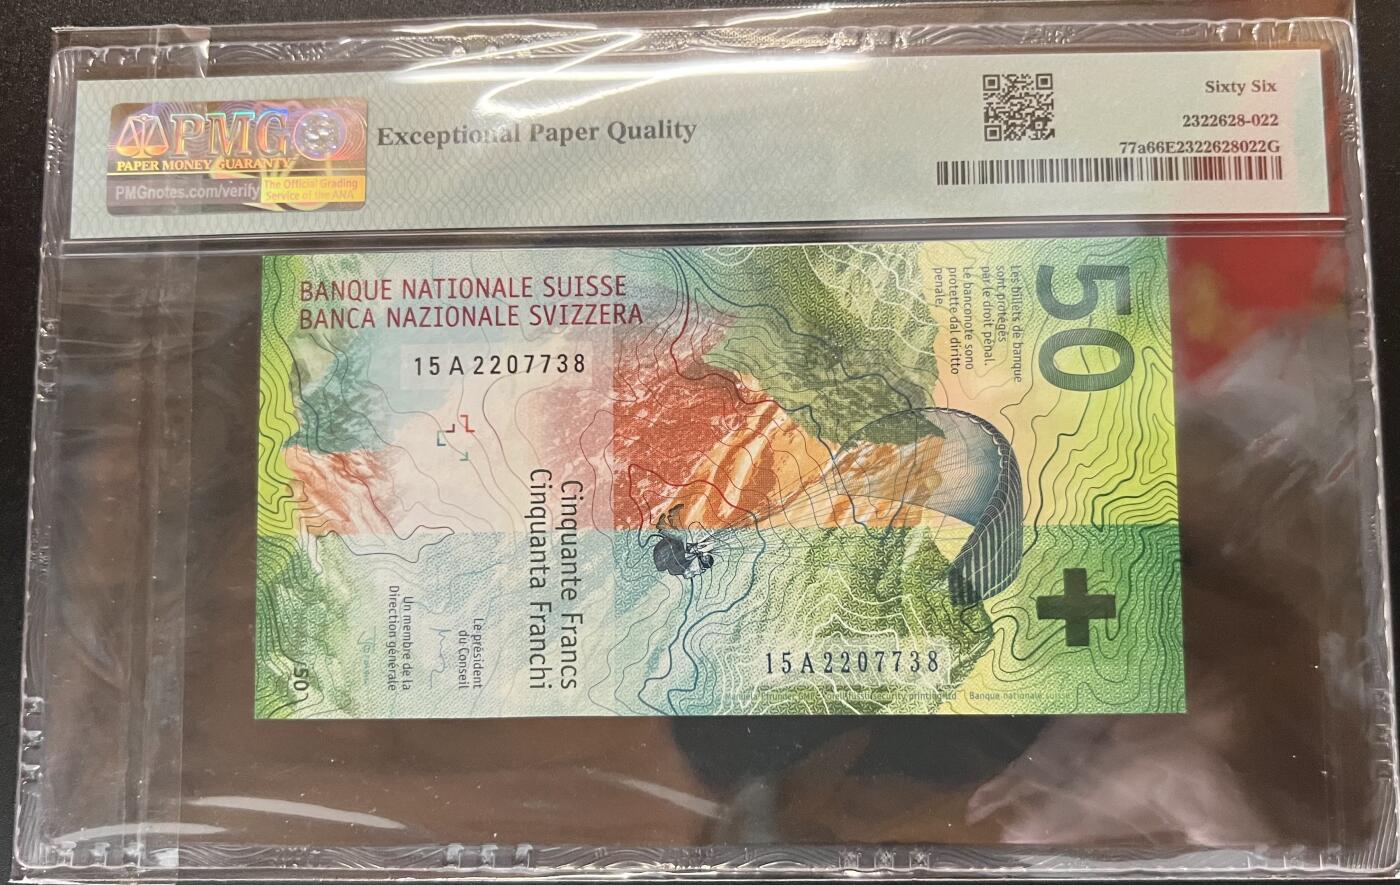 PMG
PAPER MONEY GUARANTY
PMGnotes.com/verify
The Official Grading
Service of the ANA
Exceptional Paper Quality
Sixty Six
2322628-022
77a66E2322628022G
BANQUE NATIONALE SUISSE
BANCA NAZIONALE SVIZZERA
15A2207738
50
Les billets de banque
sont protégés
par le droit pénal.
Le banconote sono
protette dal diritto
penale.
Cinquante Francs
Cinquanta Franchi
Le président
du Conseil
Un membre de la
Direction générale
50
15A2207738
security printing ltd
Banque nationale suisse